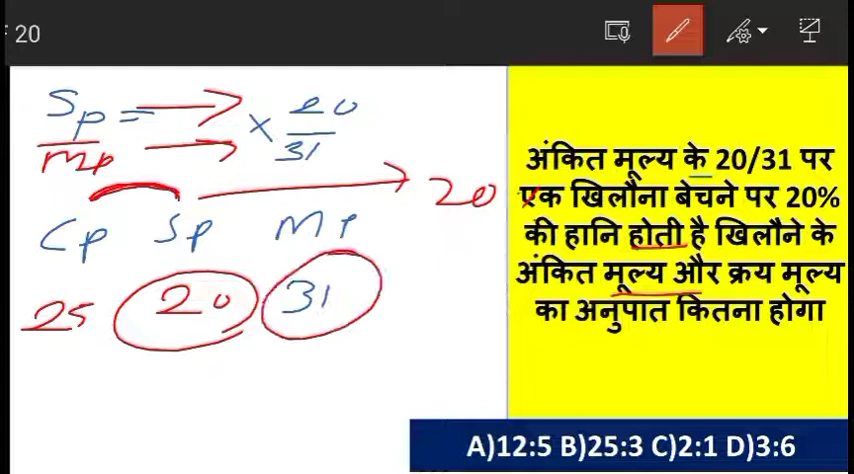 20
Sp = × 20
Mp 31
20
Cp Sp Mp
25 20 31
अंकित मूल्य के 20/31 पर
एक खिलौना बेचने पर 20%
की हानि होती है खिलौने के
अंकित मूल्य और क्रय मूल्य
का अनुपात कितना होगा
A)12:5 B)25:3 C)2:1 D)3:6